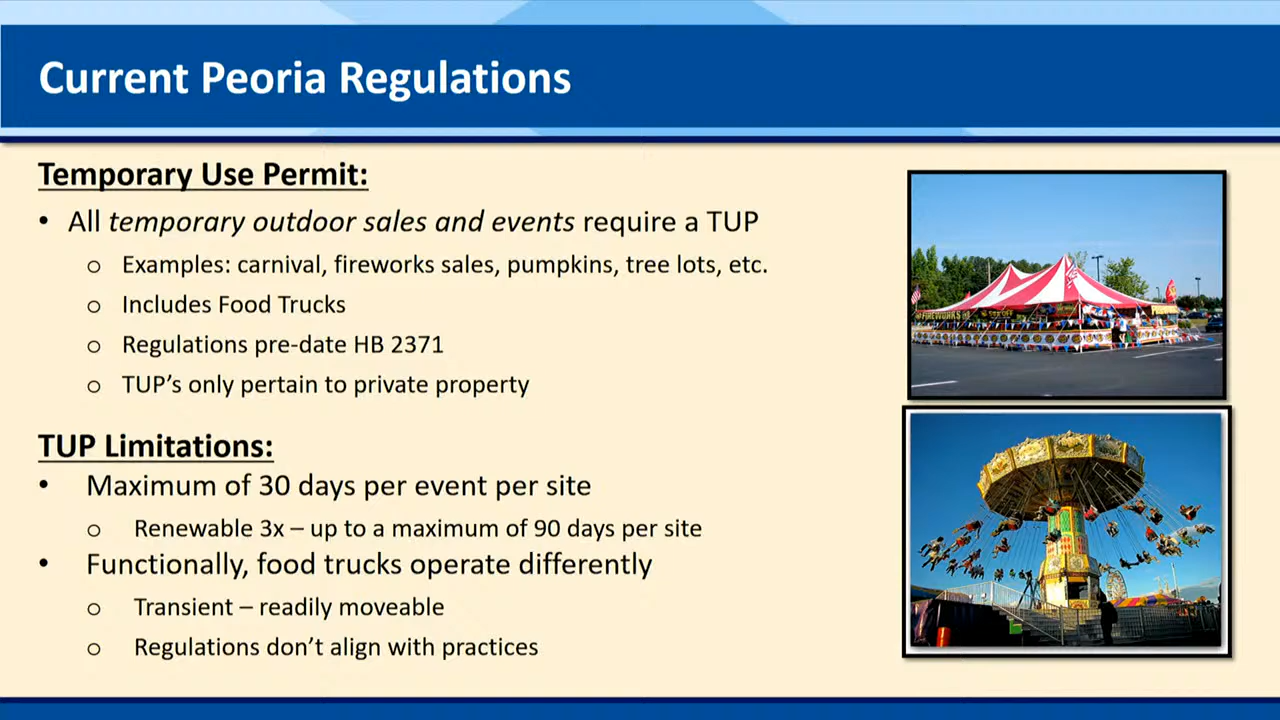 Current Peoria Regulations
Temporary Use Permit:
• All temporary outdoor sales and events require a TUP
o Examples: carnival, fireworks sales, pumpkins, tree lots, etc.
o Includes Food Trucks
o Regulations pre-date HB 2371
o TUP’s only pertain to private property
FIREWORKS
TUP Limitations:
• Maximum of 30 days per event per site
o Renewable 3x – up to a maximum of 90 days per site
• Functionally, food trucks operate differently
o Transient – readily moveable
o Regulations don’t align with practices